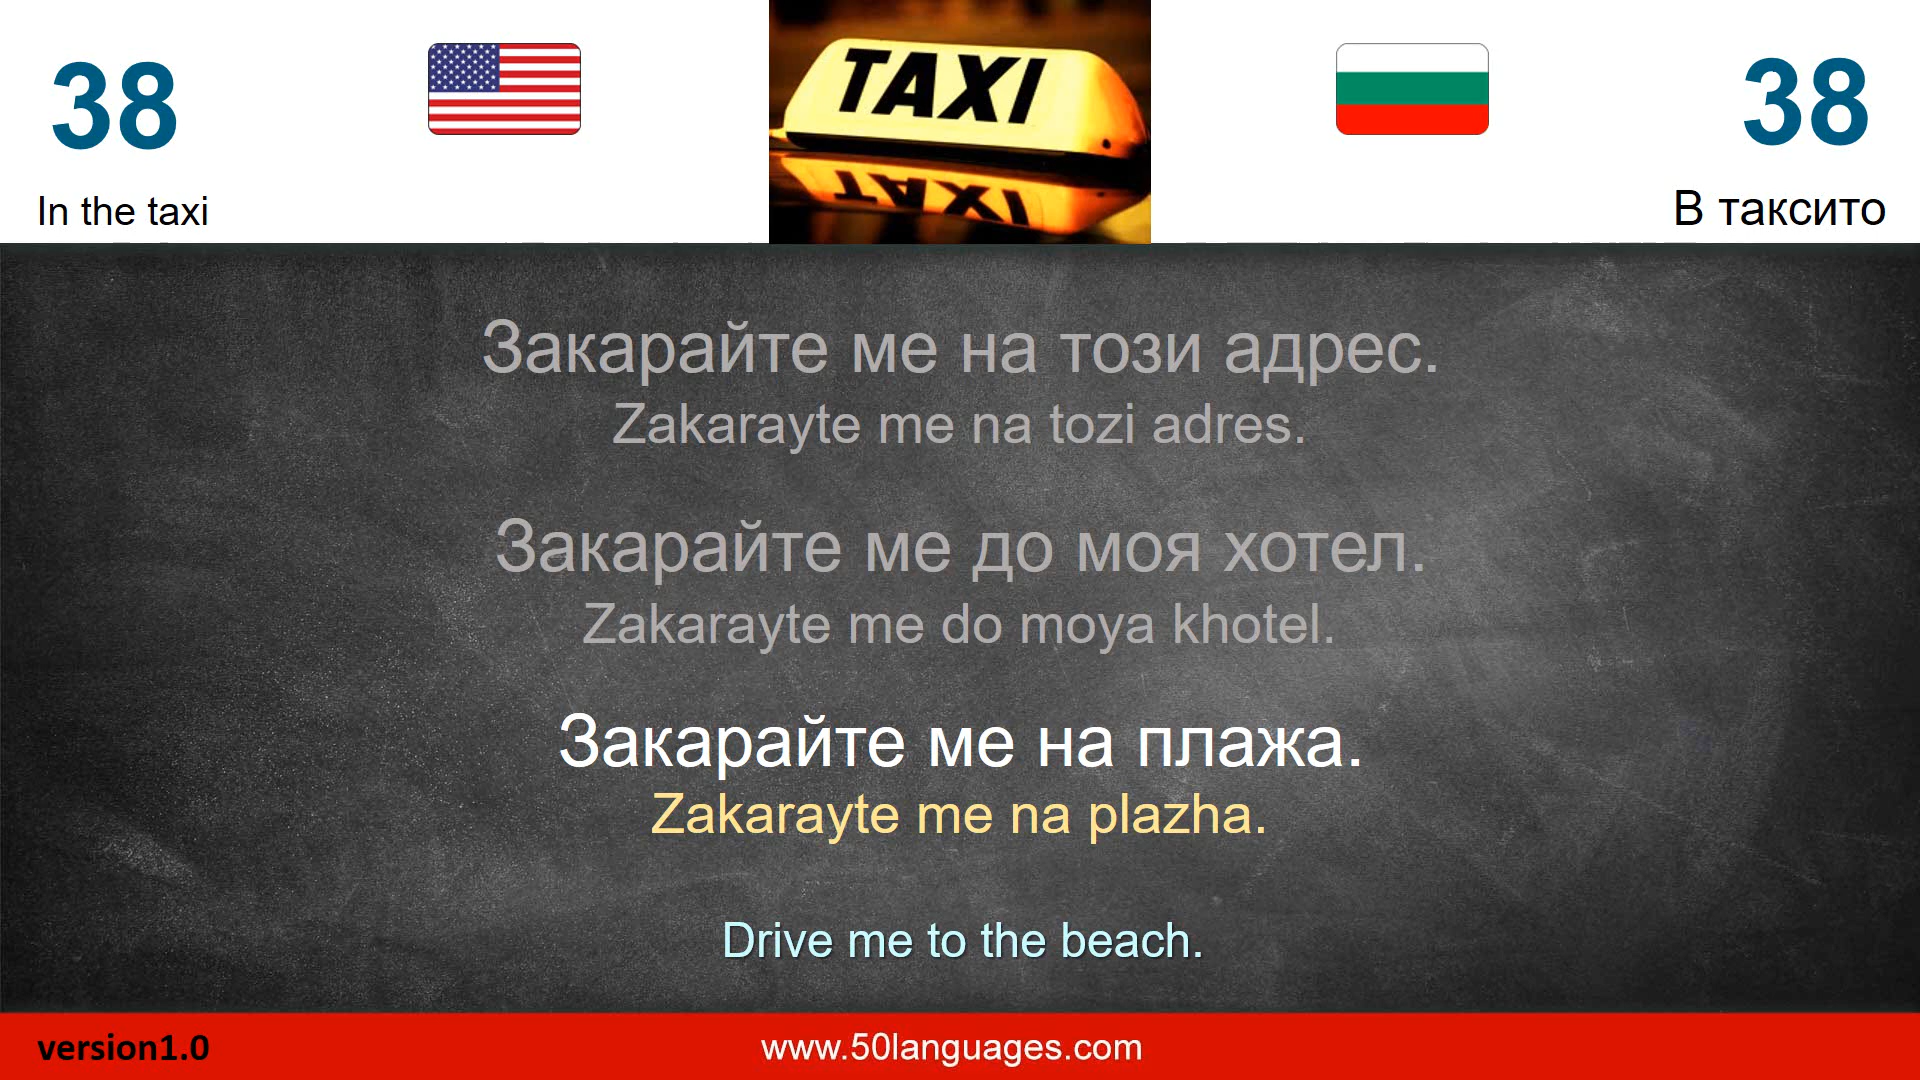 38
TAXI
38
In the taxi
В таксито
Закарайте ме на този адрес.
Zakarayte me na tozi adres.
Закарайте ме до моя хотел.
Zakarayte me do moya khotel.
Закарайте ме на плажа.
Zakarayte me na plazha.
Drive me to the beach.
version1.0
www.50languages.com